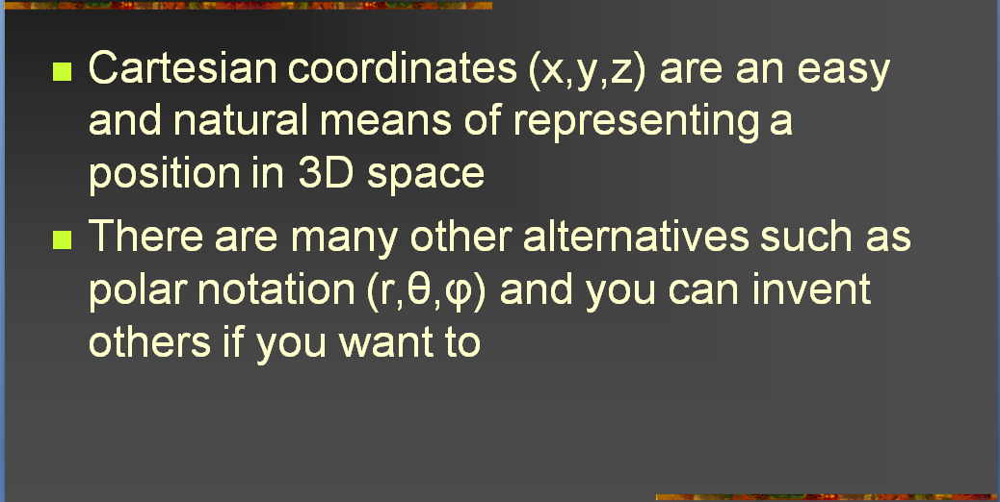 Cartesian coordinates (x,y,z) are an easy
and natural means of representing a
position in 3D space
There are many other alternatives such as
polar notation (r,θ,φ) and you can invent
others if you want to